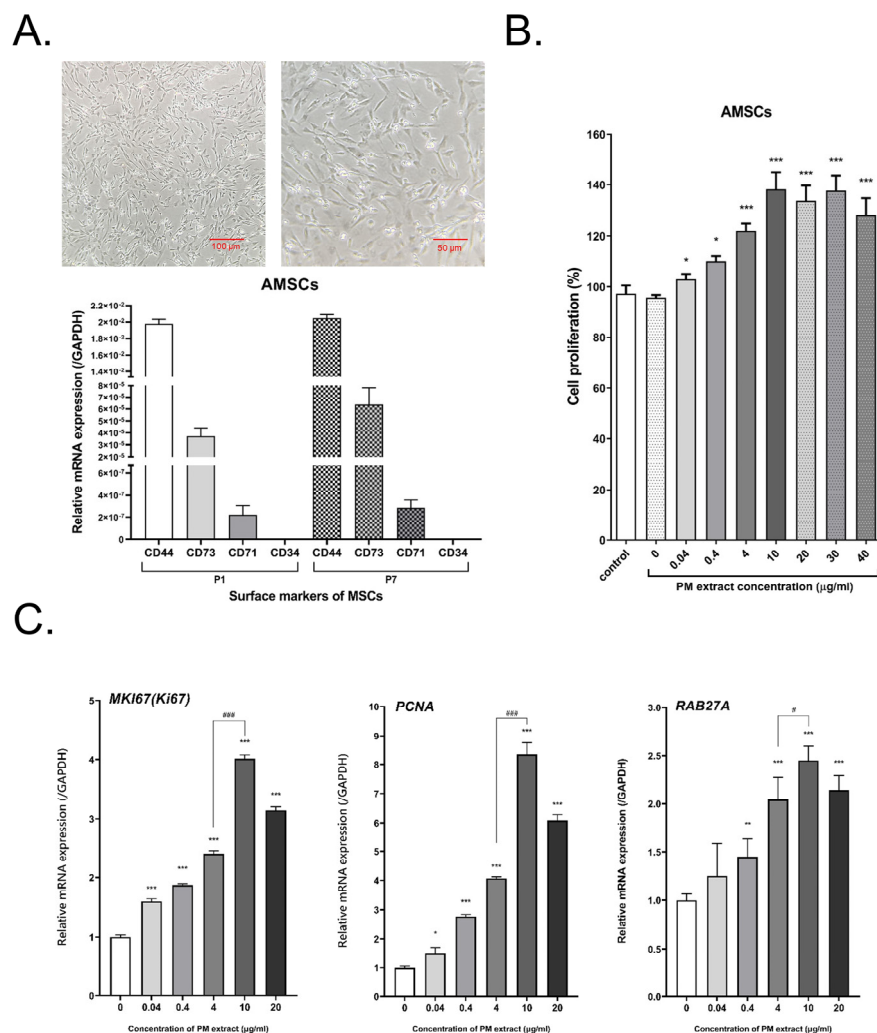 A.
100 µm
50 µm
AMSCs
Relative mRNA expression (/GAPDH)
2.2×10⁻²
2×10⁻²
1.8×10⁻²
1.6×10⁻²
1.4×10⁻²
8×10⁻⁵
7×10⁻⁵
6×10⁻⁵
5×10⁻⁵
4×10⁻⁵
3×10⁻⁵
2×10⁻⁵
6×10⁻⁷
4×10⁻⁷
2×10⁻⁷
0
CD44 CD73 CD71 CD34 CD44 CD73 CD71 CD34
P1 P7
Surface markers of MSCs
B.
AMSCs
Cell proliferation (%)
160
140
120
100
80
60
40
20
0
* * *** *** *** *** ***
control 0 0.04 0.4 4 10 20 30 40
PM extract concentration (µg/ml)
C.
MKI67(Ki67)
Relative mRNA expression (/GAPDH)
5
4
3
2
1
0
###
*** *** *** *** ***
0 0.04 0.4 4 10 20
Concentration of PM extract (µg/ml)
PCNA
Relative mRNA expression (/GAPDH)
10
9
8
7
6
5
4
3
2
1
0
###
* *** *** *** ***
0 0.04 0.4 4 10 20
Concentration of PM extract (µg/ml)
RAB27A
Relative mRNA expression (/GAPDH)
3.0
2.5
2.0
1.5
1.0
0.5
0.0
#
** *** *** ***
0 0.04 0.4 4 10 20
Concentration of PM extract (µg/ml)